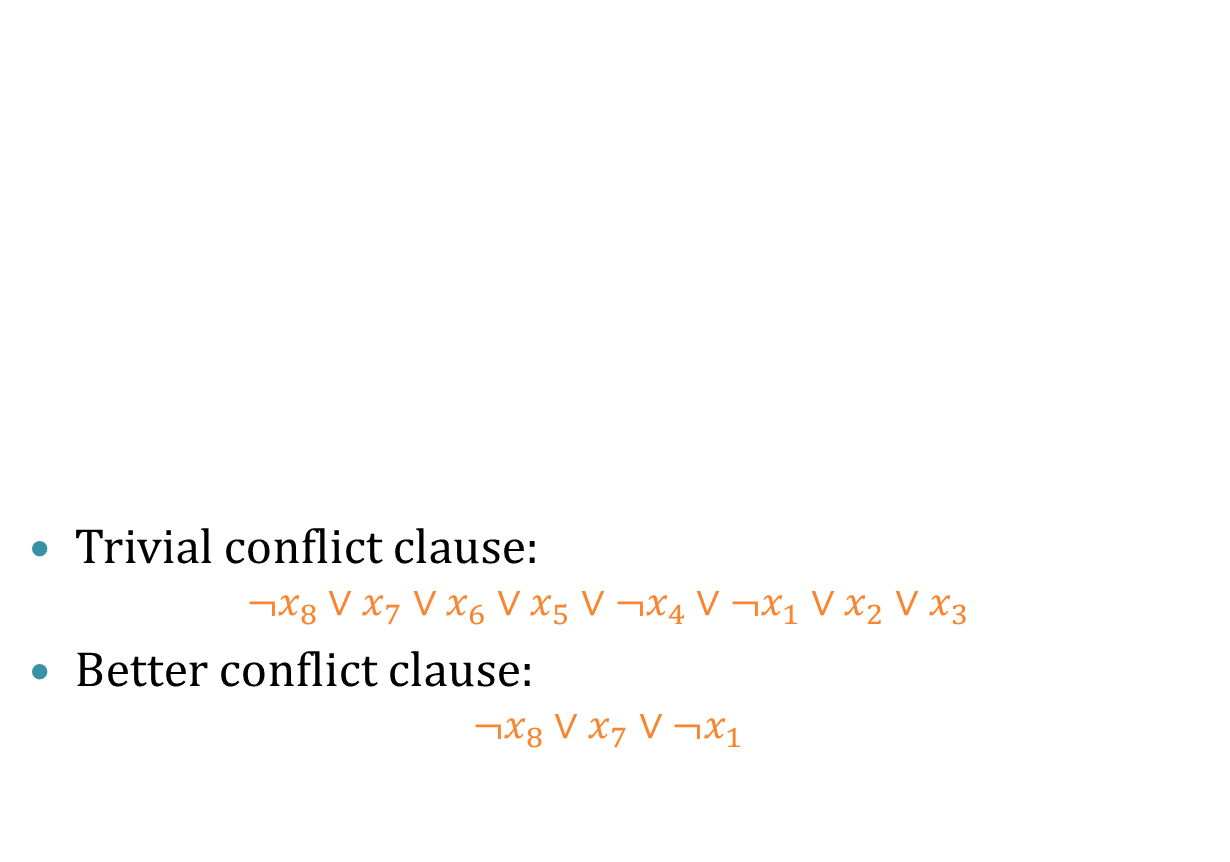 • Trivial conflict clause:
¬x₈ ∨ x₇ ∨ x₆ ∨ x₅ ∨ ¬x₄ ∨ ¬x₁ ∨ x₂ ∨ x₃
• Better conflict clause:
¬x₈ ∨ x₇ ∨ ¬x₁